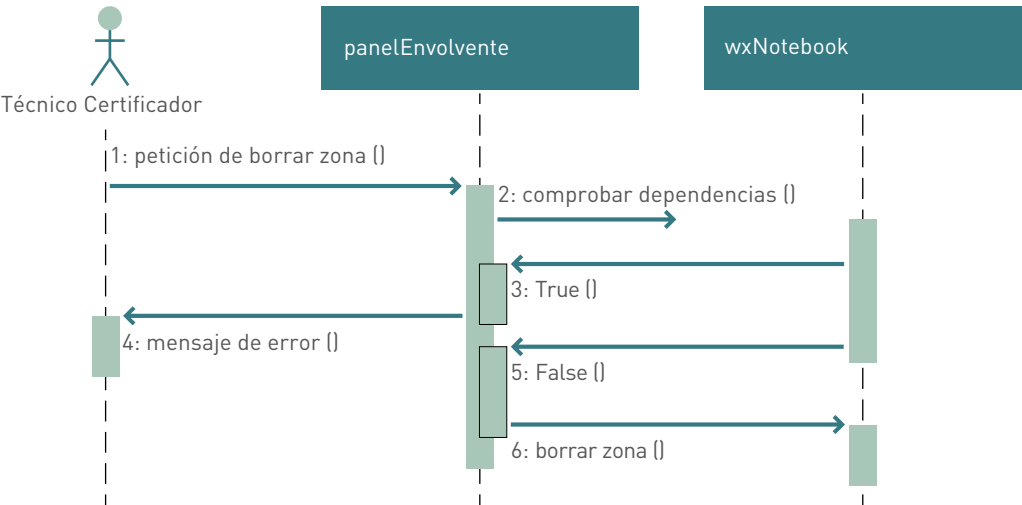 panelEnvolvente
wxNotebook
Técnico Certificador
1: petición de borrar zona ()
2: comprobar dependencias ()
3: True ()
4: mensaje de error ()
5: False ()
6: borrar zona ()